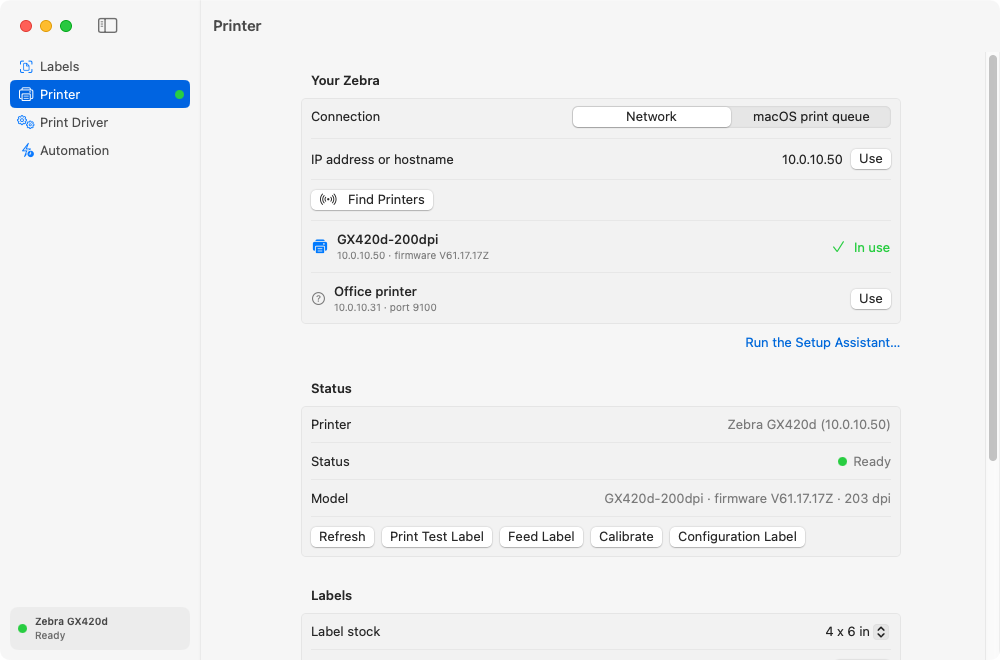 Printer
Labels
Printer
Print Driver
Automation
Zebra GX420d
Ready
Your Zebra
Connection
Network
macOS print queue
IP address or hostname
10.0.10.50
Use
Find Printers
GX420d-200dpi
10.0.10.50 · firmware V61.17.17Z
In use
Office printer
10.0.10.31 · port 9100
Use
Run the Setup Assistant…
Status
Printer
Zebra GX420d (10.0.10.50)
Status
Ready
Model
GX420d-200dpi · firmware V61.17.17Z · 203 dpi
Refresh
Print Test Label
Feed Label
Calibrate
Configuration Label
Labels
Label stock
4 x 6 in